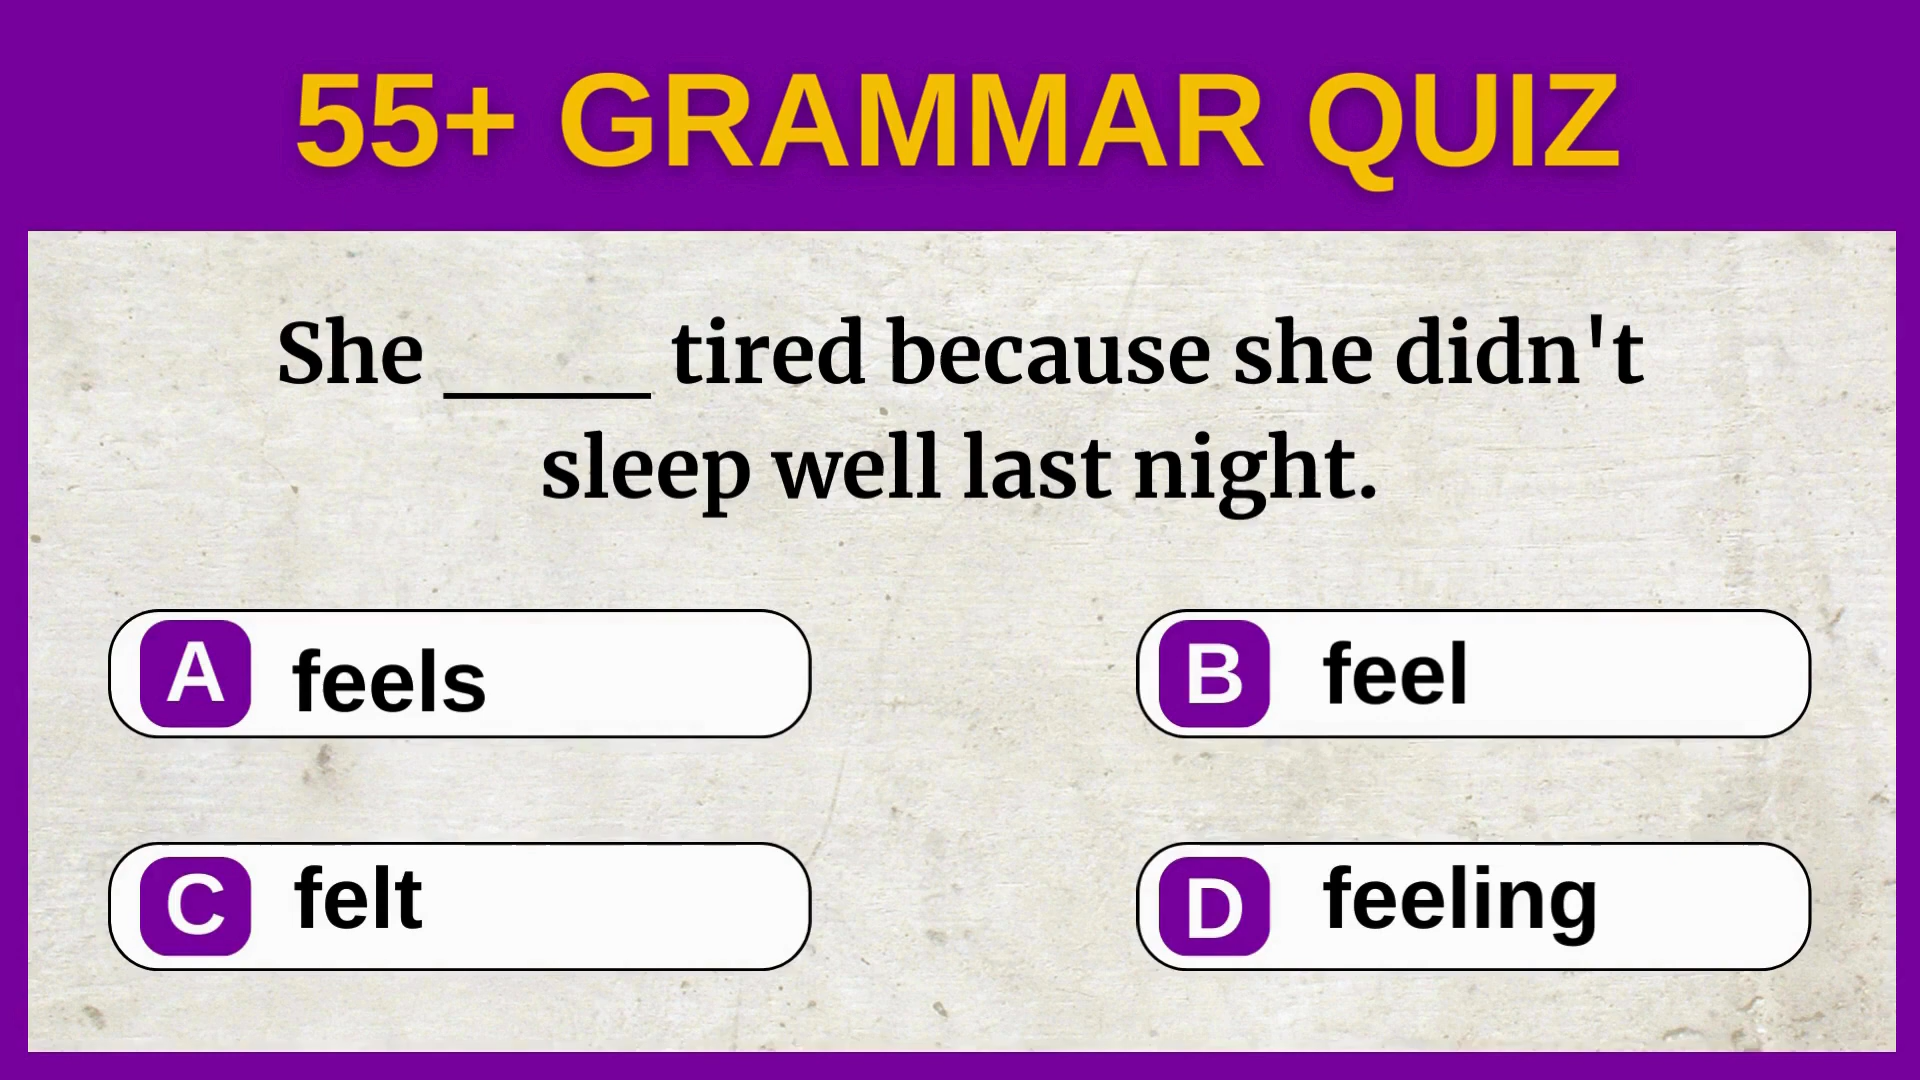 55+ GRAMMAR QUIZ
She _____ tired because she didn't
sleep well last night.
A feels
B feel
C felt
D feeling